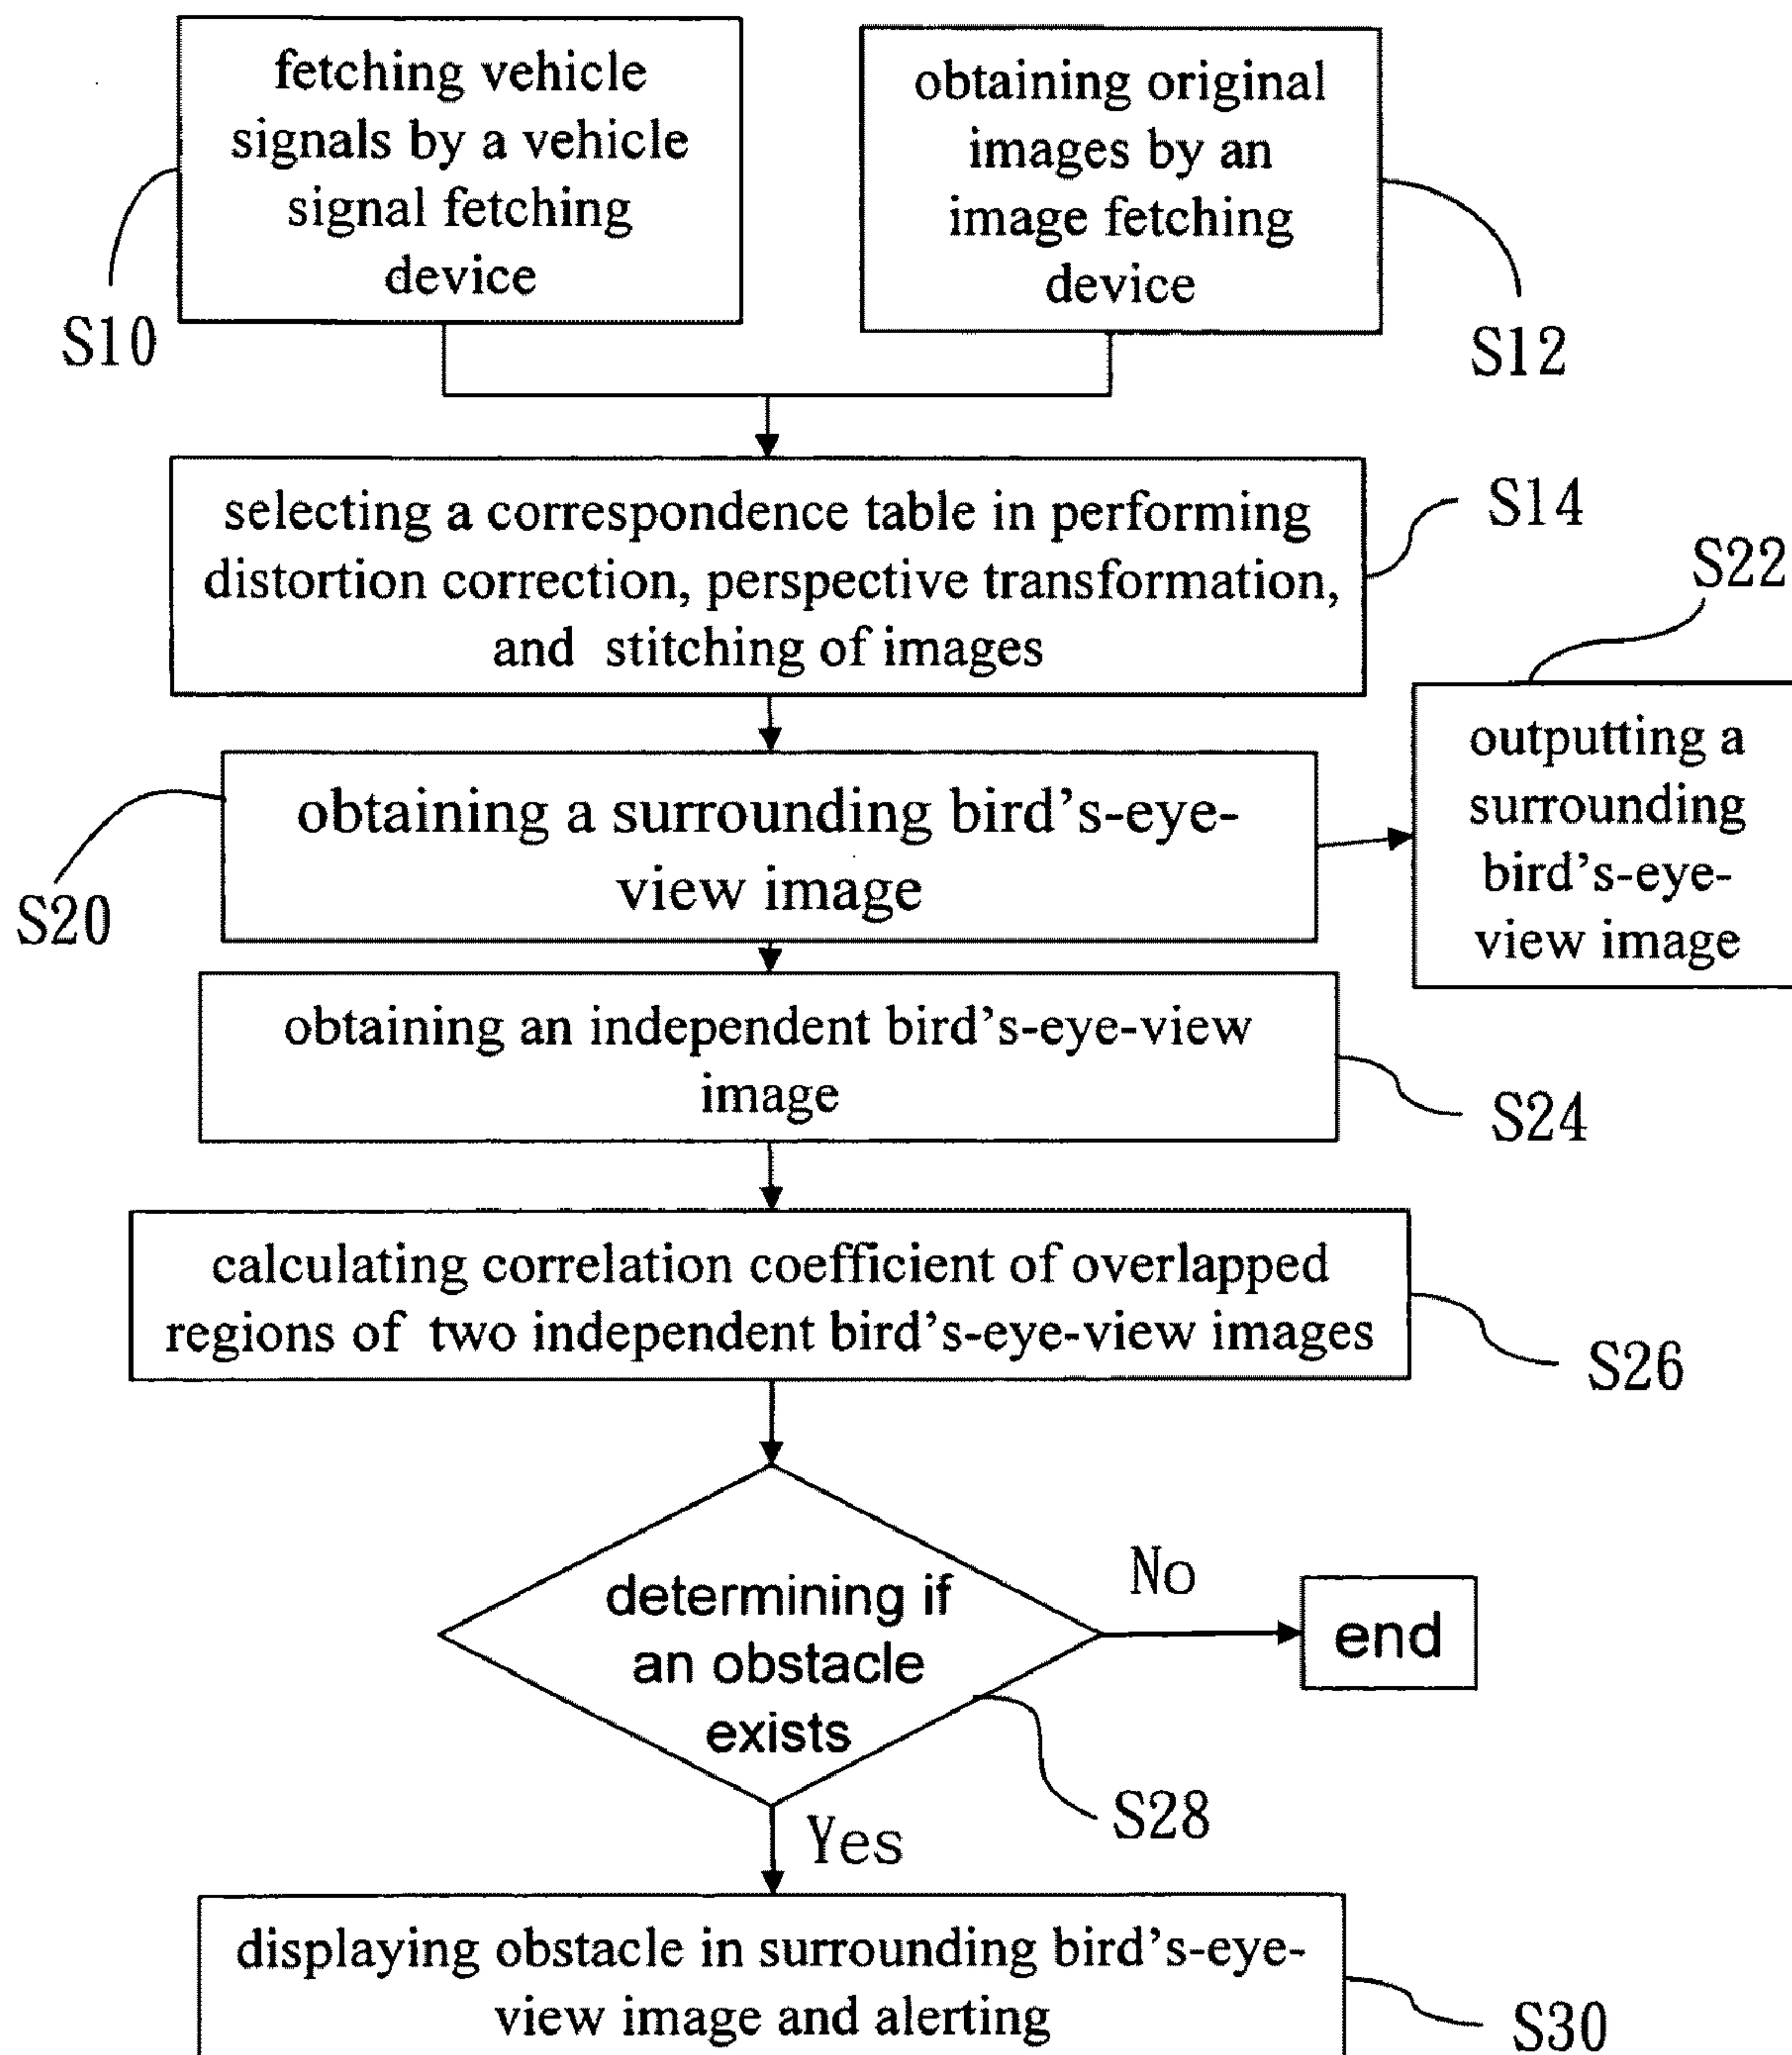 fetching vehicle
signals by a vehicle
signal fetching
device
S10
obtaining original
images by an
image fetching
device
S12
selecting a correspondence table in performing
distortion correction, perspective transformation,
and stitching of images
S14
S22
outputting a
surrounding
bird's-eye-
view image
obtaining a surrounding bird's-eye-
view image
S20
obtaining an independent bird's-eye-view
image
S24
calculating correlation coefficient of overlapped
regions of two independent bird's-eye-view images
S26
determining if
an obstacle
exists
No
end
S28
Yes
displaying obstacle in surrounding bird's-eye-
view image and alerting
S30